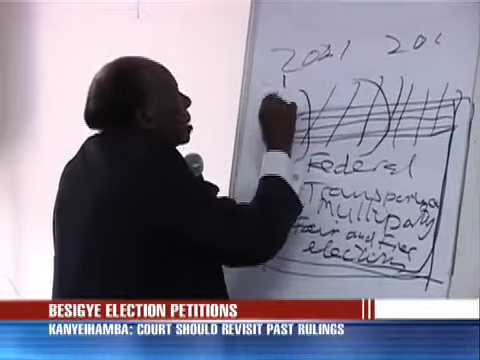 2021 20
Federal
Transparency
Multiparty
Fair and Free
elections
BESIGYE ELECTION PETITIONS
KANYEIHAMBA: COURT SHOULD REVISIT PAST RULINGS